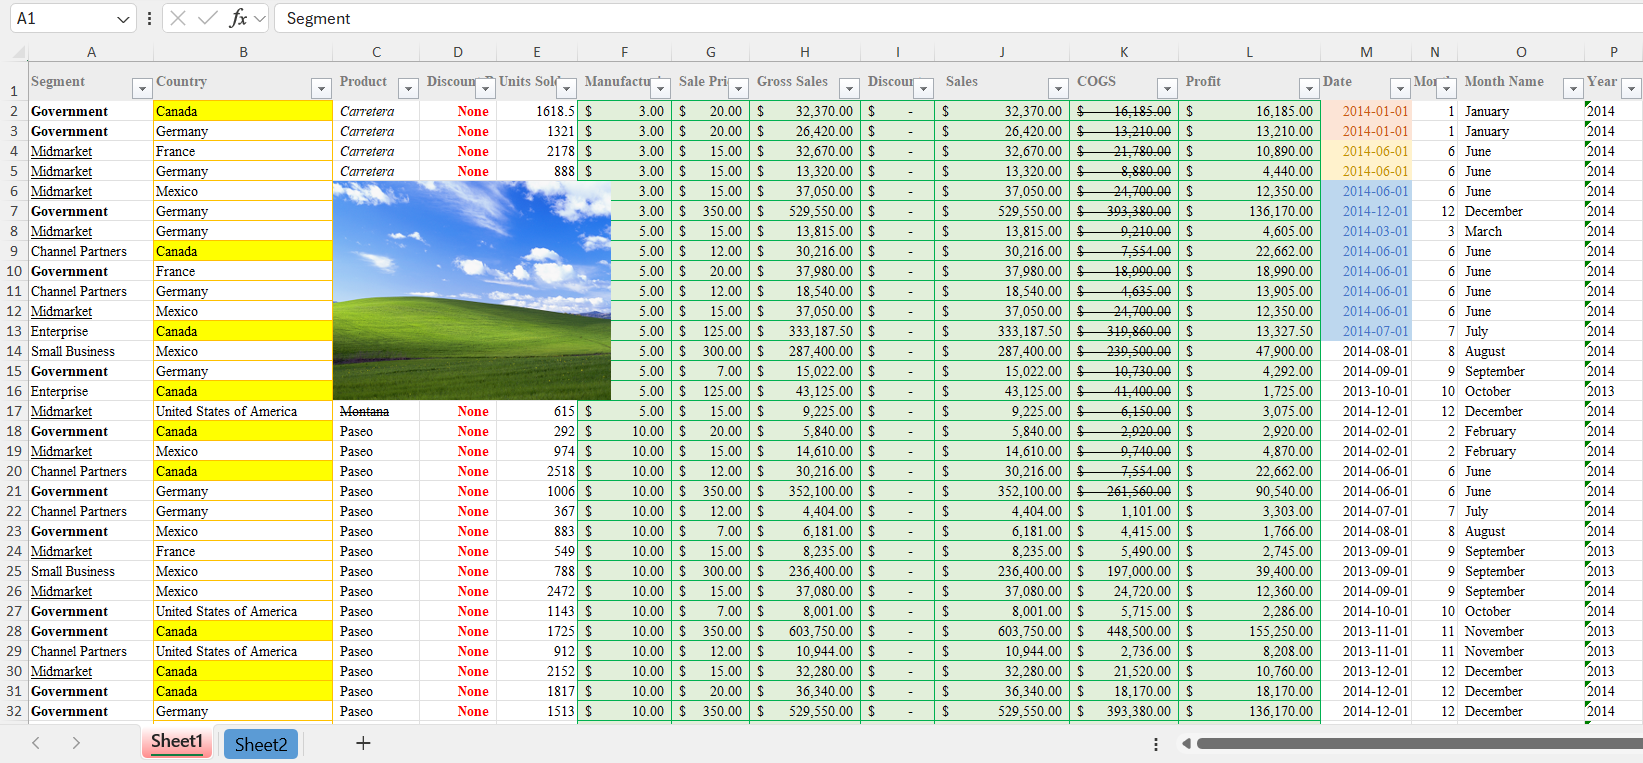 A1 fx Segment
A B C D E F G H I J K L M N O P
1 Segment Country Product Discount Units Sold Manufactu Sale Pric Gross Sales Discoun Sales COGS Profit Date Mon Month Name Year
2 Government Canada Carretera None 1618.5 $ 3.00 $ 20.00 $ 32,370.00 $ - $ 32,370.00 $ 16,185.00 $ 16,185.00 2014-01-01 1 January 2014
3 Government Germany Carretera None 1321 $ 3.00 $ 20.00 $ 26,420.00 $ - $ 26,420.00 $ 13,210.00 $ 13,210.00 2014-01-01 1 January 2014
4 Midmarket France Carretera None 2178 $ 3.00 $ 15.00 $ 32,670.00 $ - $ 32,670.00 $ 21,780.00 $ 10,890.00 2014-06-01 6 June 2014
5 Midmarket Germany Carretera None 888 $ 3.00 $ 15.00 $ 13,320.00 $ - $ 13,320.00 $ 8,880.00 $ 4,440.00 2014-06-01 6 June 2014
6 Midmarket Mexico 3.00 $ 15.00 $ 37,050.00 $ - $ 37,050.00 $ 24,700.00 $ 12,350.00 2014-06-01 6 June 2014
7 Government Germany 3.00 $ 350.00 $ 529,550.00 $ - $ 529,550.00 $ 393,380.00 $ 136,170.00 2014-12-01 12 December 2014
8 Midmarket Germany 5.00 $ 15.00 $ 13,815.00 $ - $ 13,815.00 $ 9,210.00 $ 4,605.00 2014-03-01 3 March 2014
9 Channel Partners Canada 5.00 $ 12.00 $ 30,216.00 $ - $ 30,216.00 $ 7,554.00 $ 22,662.00 2014-06-01 6 June 2014
10 Government France 5.00 $ 20.00 $ 37,980.00 $ - $ 37,980.00 $ 18,990.00 $ 18,990.00 2014-06-01 6 June 2014
11 Channel Partners Germany 5.00 $ 12.00 $ 18,540.00 $ - $ 18,540.00 $ 4,635.00 $ 13,905.00 2014-06-01 6 June 2014
12 Midmarket Mexico 5.00 $ 15.00 $ 37,050.00 $ - $ 37,050.00 $ 24,700.00 $ 12,350.00 2014-06-01 6 June 2014
13 Enterprise Canada 5.00 $ 125.00 $ 333,187.50 $ - $ 333,187.50 $ 319,860.00 $ 13,327.50 2014-07-01 7 July 2014
14 Small Business Mexico 5.00 $ 300.00 $ 287,400.00 $ - $ 287,400.00 $ 239,500.00 $ 47,900.00 2014-08-01 8 August 2014
15 Government Germany 5.00 $ 7.00 $ 15,022.00 $ - $ 15,022.00 $ 10,730.00 $ 4,292.00 2014-09-01 9 September 2014
16 Enterprise Canada 5.00 $ 125.00 $ 43,125.00 $ - $ 43,125.00 $ 41,400.00 $ 1,725.00 2013-10-01 10 October 2013
17 Midmarket United States of America Montana None 615 $ 5.00 $ 15.00 $ 9,225.00 $ - $ 9,225.00 $ 6,150.00 $ 3,075.00 2014-12-01 12 December 2014
18 Government Canada Paseo None 292 $ 10.00 $ 20.00 $ 5,840.00 $ - $ 5,840.00 $ 2,920.00 $ 2,920.00 2014-02-01 2 February 2014
19 Midmarket Mexico Paseo None 974 $ 10.00 $ 15.00 $ 14,610.00 $ - $ 14,610.00 $ 9,740.00 $ 4,870.00 2014-02-01 2 February 2014
20 Channel Partners Canada Paseo None 2518 $ 10.00 $ 12.00 $ 30,216.00 $ - $ 30,216.00 $ 7,554.00 $ 22,662.00 2014-06-01 6 June 2014
21 Government Germany Paseo None 1006 $ 10.00 $ 350.00 $ 352,100.00 $ - $ 352,100.00 $ 261,560.00 $ 90,540.00 2014-06-01 6 June 2014
22 Channel Partners Germany Paseo None 367 $ 10.00 $ 12.00 $ 4,404.00 $ - $ 4,404.00 $ 1,101.00 $ 3,303.00 2014-07-01 7 July 2014
23 Government Mexico Paseo None 883 $ 10.00 $ 7.00 $ 6,181.00 $ - $ 6,181.00 $ 4,415.00 $ 1,766.00 2014-08-01 8 August 2014
24 Midmarket France Paseo None 549 $ 10.00 $ 15.00 $ 8,235.00 $ - $ 8,235.00 $ 5,490.00 $ 2,745.00 2013-09-01 9 September 2013
25 Small Business Mexico Paseo None 788 $ 10.00 $ 300.00 $ 236,400.00 $ - $ 236,400.00 $ 197,000.00 $ 39,400.00 2013-09-01 9 September 2013
26 Midmarket Mexico Paseo None 2472 $ 10.00 $ 15.00 $ 37,080.00 $ - $ 37,080.00 $ 24,720.00 $ 12,360.00 2014-09-01 9 September 2014
27 Government United States of America Paseo None 1143 $ 10.00 $ 7.00 $ 8,001.00 $ - $ 8,001.00 $ 5,715.00 $ 2,286.00 2014-10-01 10 October 2014
28 Government Canada Paseo None 1725 $ 10.00 $ 350.00 $ 603,750.00 $ - $ 603,750.00 $ 448,500.00 $ 155,250.00 2013-11-01 11 November 2013
29 Channel Partners United States of America Paseo None 912 $ 10.00 $ 12.00 $ 10,944.00 $ - $ 10,944.00 $ 2,736.00 $ 8,208.00 2013-11-01 11 November 2013
30 Midmarket Canada Paseo None 2152 $ 10.00 $ 15.00 $ 32,280.00 $ - $ 32,280.00 $ 21,520.00 $ 10,760.00 2013-12-01 12 December 2013
31 Government Canada Paseo None 1817 $ 10.00 $ 20.00 $ 36,340.00 $ - $ 36,340.00 $ 18,170.00 $ 18,170.00 2014-12-01 12 December 2014
32 Government Germany Paseo None 1513 $ 10.00 $ 350.00 $ 529,550.00 $ - $ 529,550.00 $ 393,380.00 $ 136,170.00 2014-12-01 12 December 2014
Sheet1 Sheet2 +